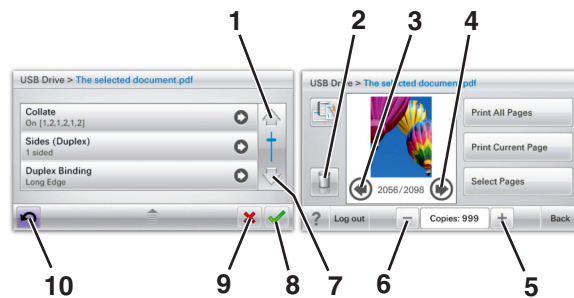 1
2
3
4
USB Drive > The selected document.pdf
Collate
On [1,2,1,2,1,2]
Sides (Duplex)
1 sided
Duplex Binding
Long Edge
USB Drive > The selected document.pdf
Print All Pages
Print Current Page
Select Pages
2056/2098
? Log out
Copies: 999
Back
10
9
8
7
6
5